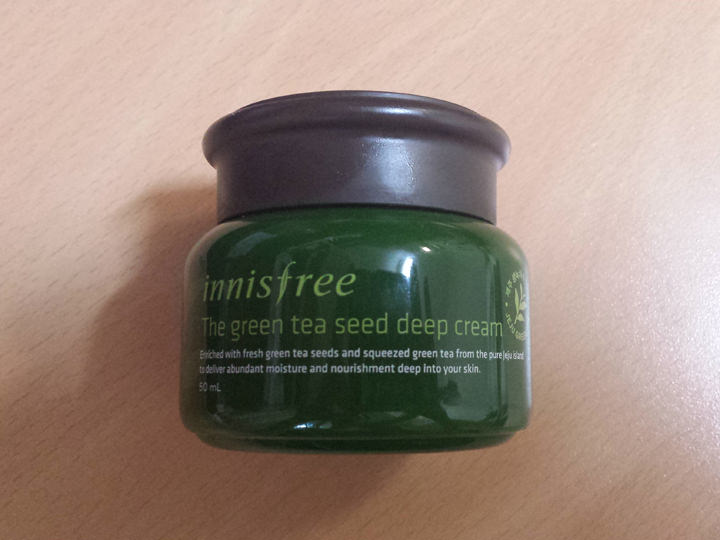 innisfree
The green tea seed deep cream
Enriched with fresh green tea seeds and squeezed green tea from the pure Jeju island
to deliver abundant moisture and nourishment deep into your skin.
50 mL
JEJU